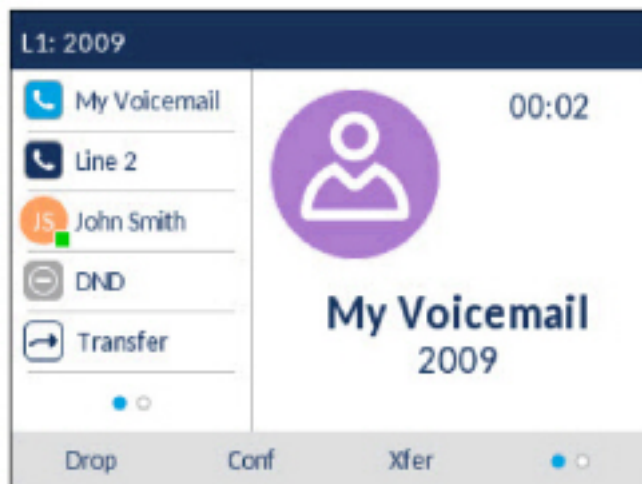 L1: 2009
My Voicemail
Line 2
JS John Smith
DND
Transfer
00:02
My Voicemail
2009
Drop Conf Xfer